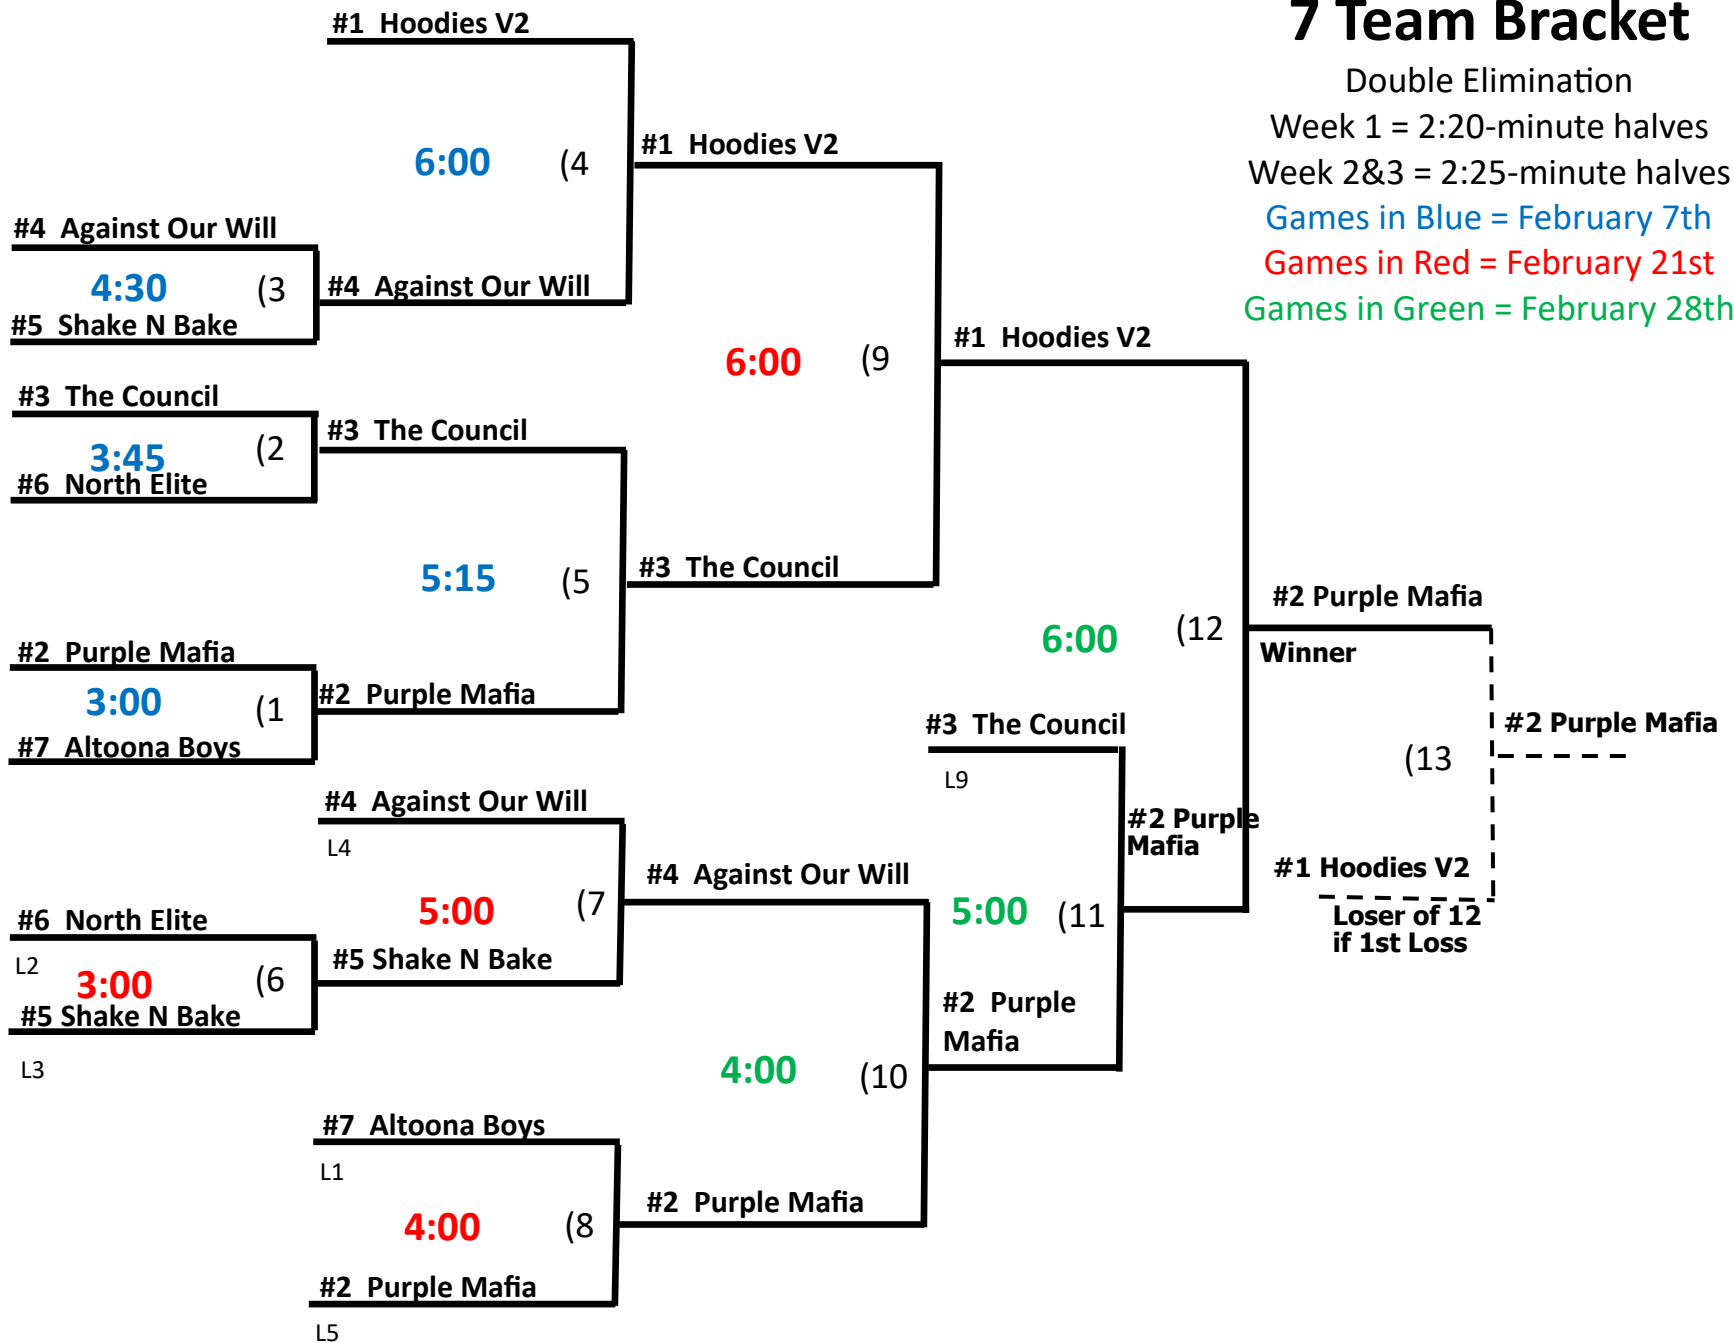 7 Team Bracket
Double Elimination
Week 1 = 2:20-minute halves
Week 2&3 = 2:25-minute halves
Games in Blue = February 7th
Games in Red = February 21st
Games in Green = February 28th
#1 Hoodies V2
6:00 (4
#1 Hoodies V2
#4 Against Our Will
4:30 (3
#4 Against Our Will
#5 Shake N Bake
6:00 (9
#1 Hoodies V2
#3 The Council
3:45 (2
#3 The Council
#6 North Elite
5:15 (5
#3 The Council
#2 Purple Mafia
3:00 (1
#2 Purple Mafia
#7 Altoona Boys
6:00 (12
#2 Purple Mafia
Winner
#3 The Council
L9
(13
#2 Purple Mafia
#4 Against Our Will
L4
5:00 (7
#4 Against Our Will
#2 Purple
Mafia
5:00 (11
#1 Hoodies V2
Loser of 12
if 1st Loss
#6 North Elite
L2
3:00 (6
#5 Shake N Bake
#5 Shake N Bake
L3
#2 Purple
Mafia
4:00 (10
#7 Altoona Boys
L1
4:00 (8
#2 Purple Mafia
#2 Purple Mafia
L5